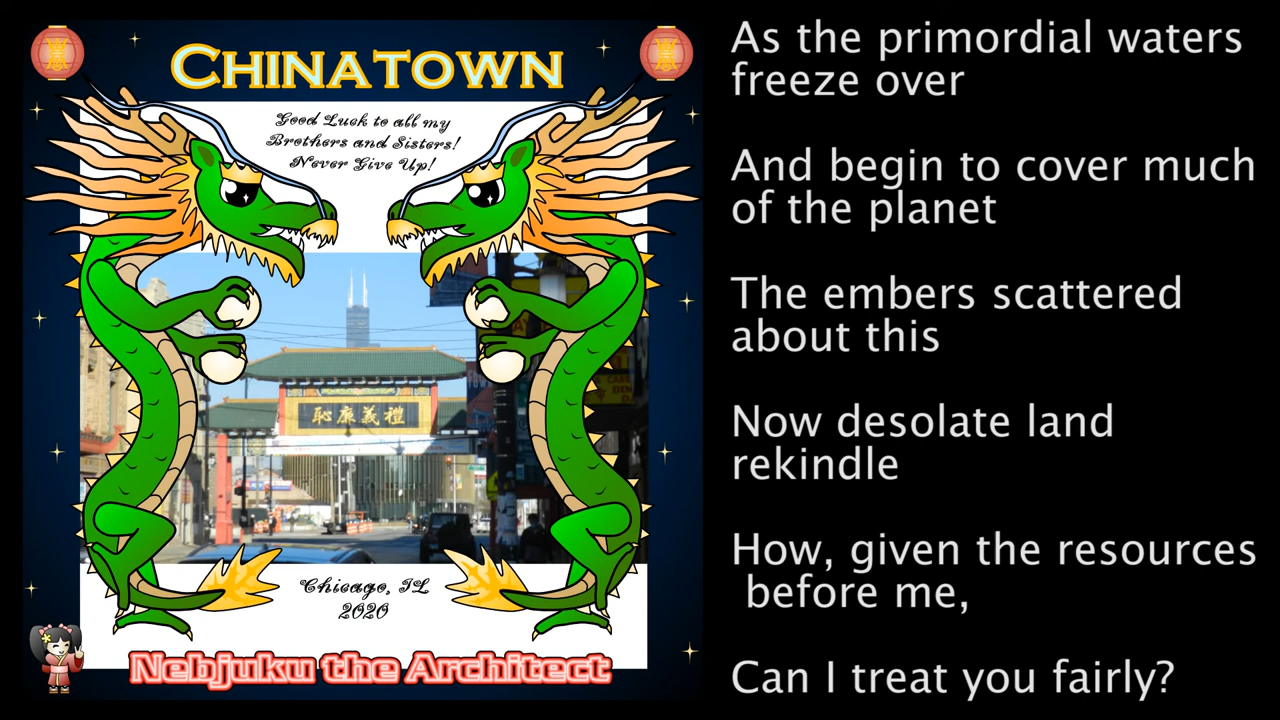 CHINATOWN
Good Luck to all my
Brothers and Sisters!
Never Give Up!
恥廉義禮
Chicago, IL
2020
Nebjuku the Architect
As the primordial waters
freeze over
And begin to cover much
of the planet
The embers scattered
about this
Now desolate land
rekindle
How, given the resources
before me,
Can I treat you fairly?